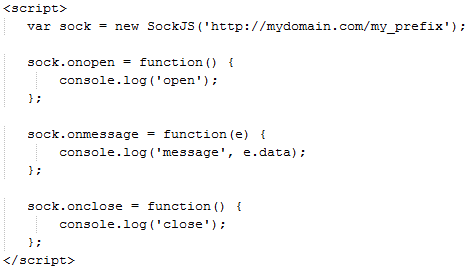 <script>
   var sock = new SockJS('http://mydomain.com/my_prefix');

   sock.onopen = function() {
       console.log('open');
   };

   sock.onmessage = function(e) {
       console.log('message', e.data);
   };

   sock.onclose = function() {
       console.log('close');
   };
</script>